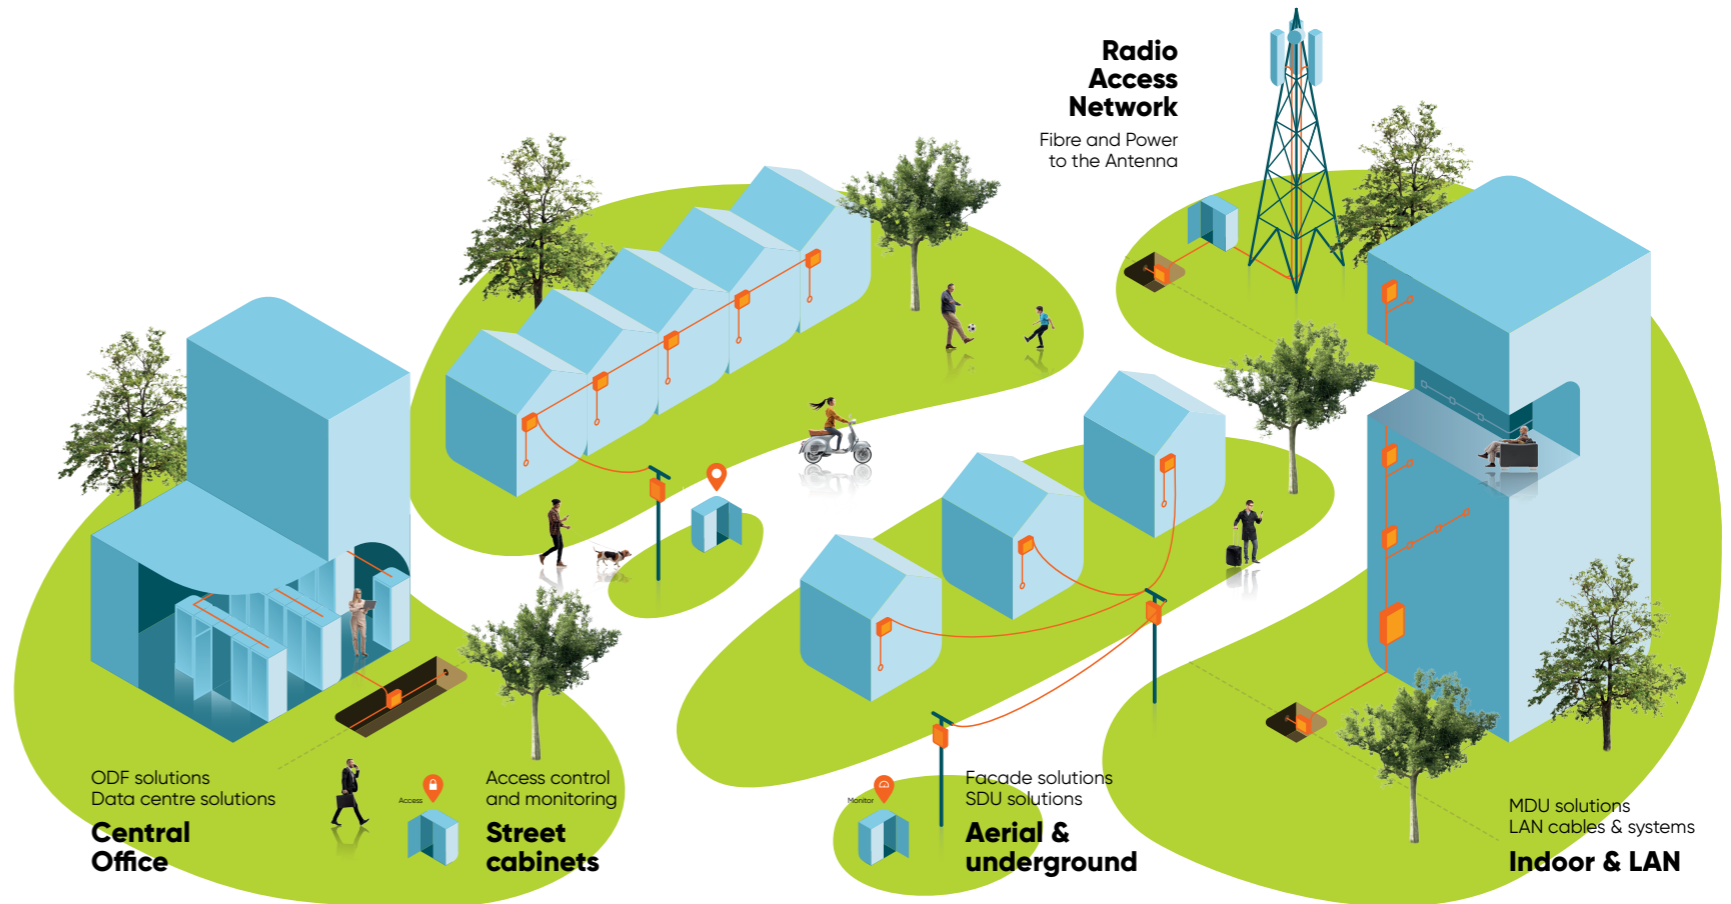 Radio
Access
Network
Fibre and Power
to the Antenna
ODF solutions
Data centre solutions
Central
Office
Access
Access control
and monitoring
Street
cabinets
Monitor
Facade solutions
SDU solutions
Aerial &
underground
MDU solutions
LAN cables & systems
Indoor & LAN